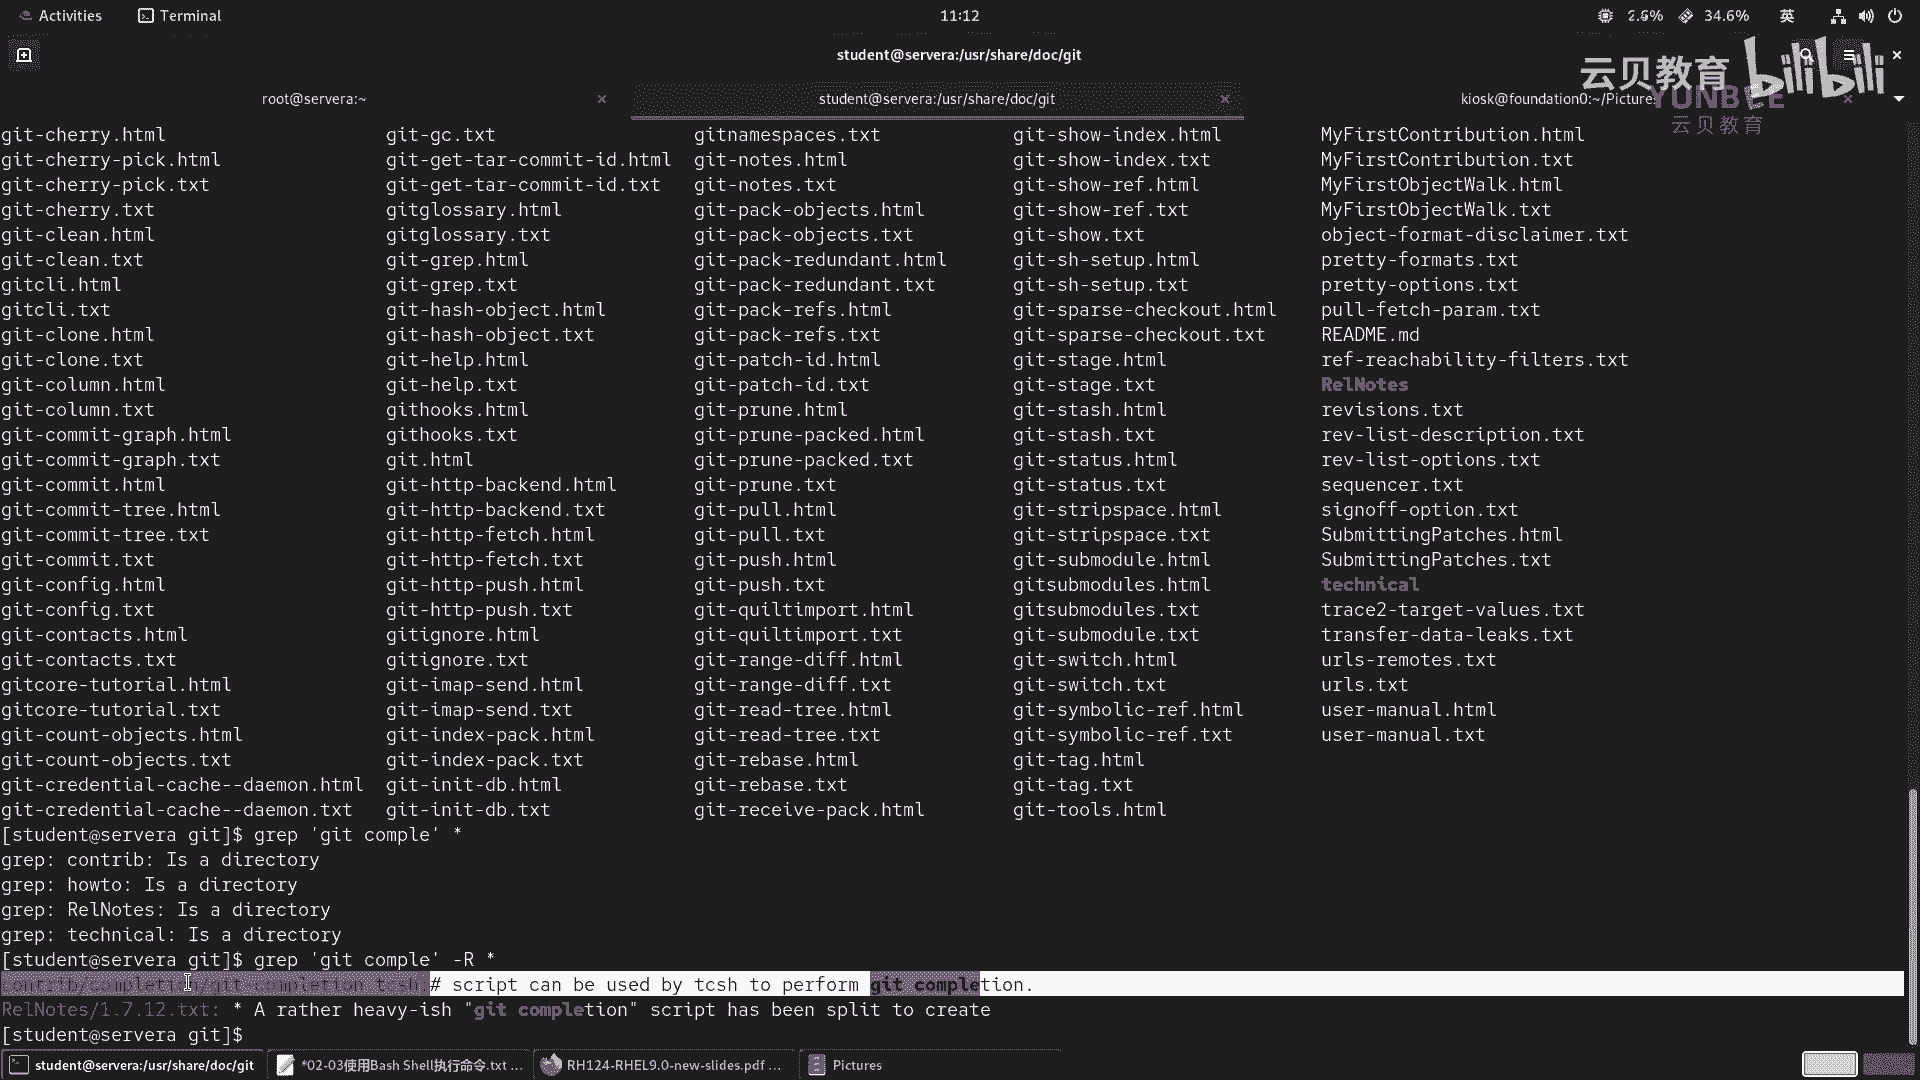 Activities Terminal 11:12 2.6% 34.6% 英
student@servera:/usr/share/doc/git
云贝教育 bilibili
root@servera:~ student@servera:/usr/share/doc/git kiosk@foundation0:~/Picture
YUNBEE
云贝教育
git-cherry.html git-gc.txt gitnamespaces.txt git-show-index.html MyFirstContribution.html
git-cherry-pick.html git-get-tar-commit-id.html git-notes.html git-show-index.txt MyFirstContribution.txt
git-cherry-pick.txt git-get-tar-commit-id.txt git-notes.txt git-show-ref.html MyFirstObjectWalk.html
git-cherry.txt gitglossary.html git-pack-objects.html git-show-ref.txt MyFirstObjectWalk.txt
git-clean.html gitglossary.txt git-pack-objects.txt git-show.txt object-format-disclaimer.txt
git-clean.txt git-grep.html git-pack-redundant.html git-sh-setup.html pretty-formats.txt
gitcli.html git-grep.txt git-pack-redundant.txt git-sh-setup.txt pretty-options.txt
gitcli.txt git-hash-object.html git-pack-refs.html git-sparse-checkout.html pull-fetch-param.txt
git-clone.html git-hash-object.txt git-pack-refs.txt git-sparse-checkout.txt README.md
git-clone.txt git-help.html git-patch-id.html git-stage.html ref-reachability-filters.txt
git-column.html git-help.txt git-patch-id.txt git-stage.txt RelNotes
git-column.txt githooks.html git-prune.html git-stash.html revisions.txt
git-commit-graph.html githooks.txt git-prune-packed.html git-stash.txt rev-list-description.txt
git-commit-graph.txt git.html git-prune-packed.txt git-status.html rev-list-options.txt
git-commit.html git-http-backend.html git-prune.txt git-status.txt sequencer.txt
git-commit-tree.html git-http-backend.txt git-pull.html git-stripspace.html signoff-option.txt
git-commit-tree.txt git-http-fetch.html git-pull.txt git-stripspace.txt SubmittingPatches.html
git-commit.txt git-http-fetch.txt git-push.html git-submodule.html SubmittingPatches.txt
git-config.html git-http-push.html git-push.txt gitsubmodules.html technical
git-config.txt git-http-push.txt git-quiltimport.html gitsubmodules.txt trace2-target-values.txt
git-contacts.html gitignore.html git-quiltimport.txt git-submodule.txt transfer-data-leaks.txt
git-contacts.txt gitignore.txt git-range-diff.html git-switch.html urls-remotes.txt
gitcore-tutorial.html git-imap-send.html git-range-diff.txt git-switch.txt urls.txt
gitcore-tutorial.txt git-imap-send.txt git-read-tree.html git-symbolic-ref.html user-manual.html
git-count-objects.html git-index-pack.html git-read-tree.txt git-symbolic-ref.txt user-manual.txt
git-count-objects.txt git-index-pack.txt git-rebase.html git-tag.html
git-credential-cache--daemon.html git-init-db.html git-rebase.txt git-tag.txt
git-credential-cache--daemon.txt git-init-db.txt git-receive-pack.html git-tools.html
[student@servera git]$ grep 'git comple' *
grep: contrib: Is a directory
grep: howto: Is a directory
grep: RelNotes: Is a directory
grep: technical: Is a directory
[student@servera git]$ grep 'git comple' -R *
contrib/completion/git-completion.tcsh:# script can be used by tcsh to perform git completion.
RelNotes/1.7.12.txt: * A rather heavy-ish "git completion" script has been split to create
[student@servera git]$
student@servera:/usr/share/doc/git *02-03使用Bash Shell执行命令.txt ... RH124-RHEL9.0-new-slides.pdf ... Pictures